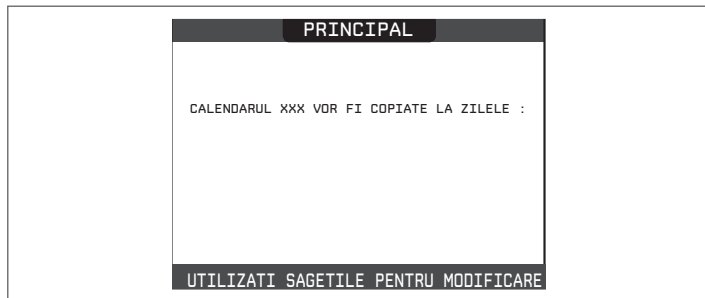 PRINCIPAL
CALENDARUL XXX VOR FI COPIATE LA ZILELE :
UTILIZATI SAGETILE PENTRU MODIFICARE